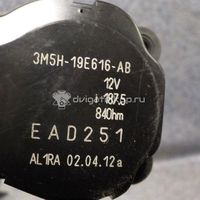 3M5H-19E616-AB
12V
i 187.5
84Ohm
EAD251
AL1RA 02.04.12a